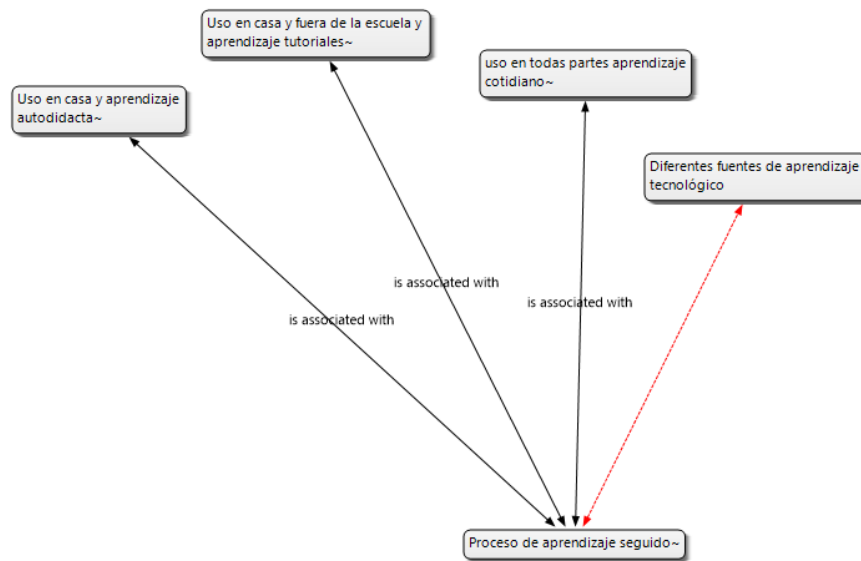 Uso en casa y fuera de la escuela y
aprendizaje tutoriales~
uso en todas partes aprendizaje
cotidiano~
Uso en casa y aprendizaje
autodidacta~
Diferentes fuentes de aprendizaje
tecnológico
is associated with
is associated with
is associated with
Proceso de aprendizaje seguido~